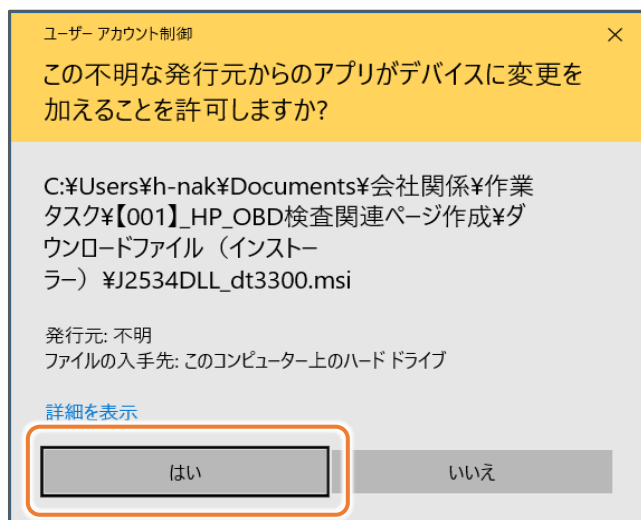 ユーザー アカウント制御
この不明な発行元からのアプリがデバイスに変更を
加えることを許可しますか?
C:¥Users¥h-nak¥Documents¥会社関係¥作業
タスク¥【001】_HP_OBD検査関連ページ作成¥ダ
ウンロードファイル（インストー
ラー）¥J2534DLL_dt3300.msi
発行元: 不明
ファイルの入手先: このコンピューター上のハード ドライブ
詳細を表示
はい
いいえ